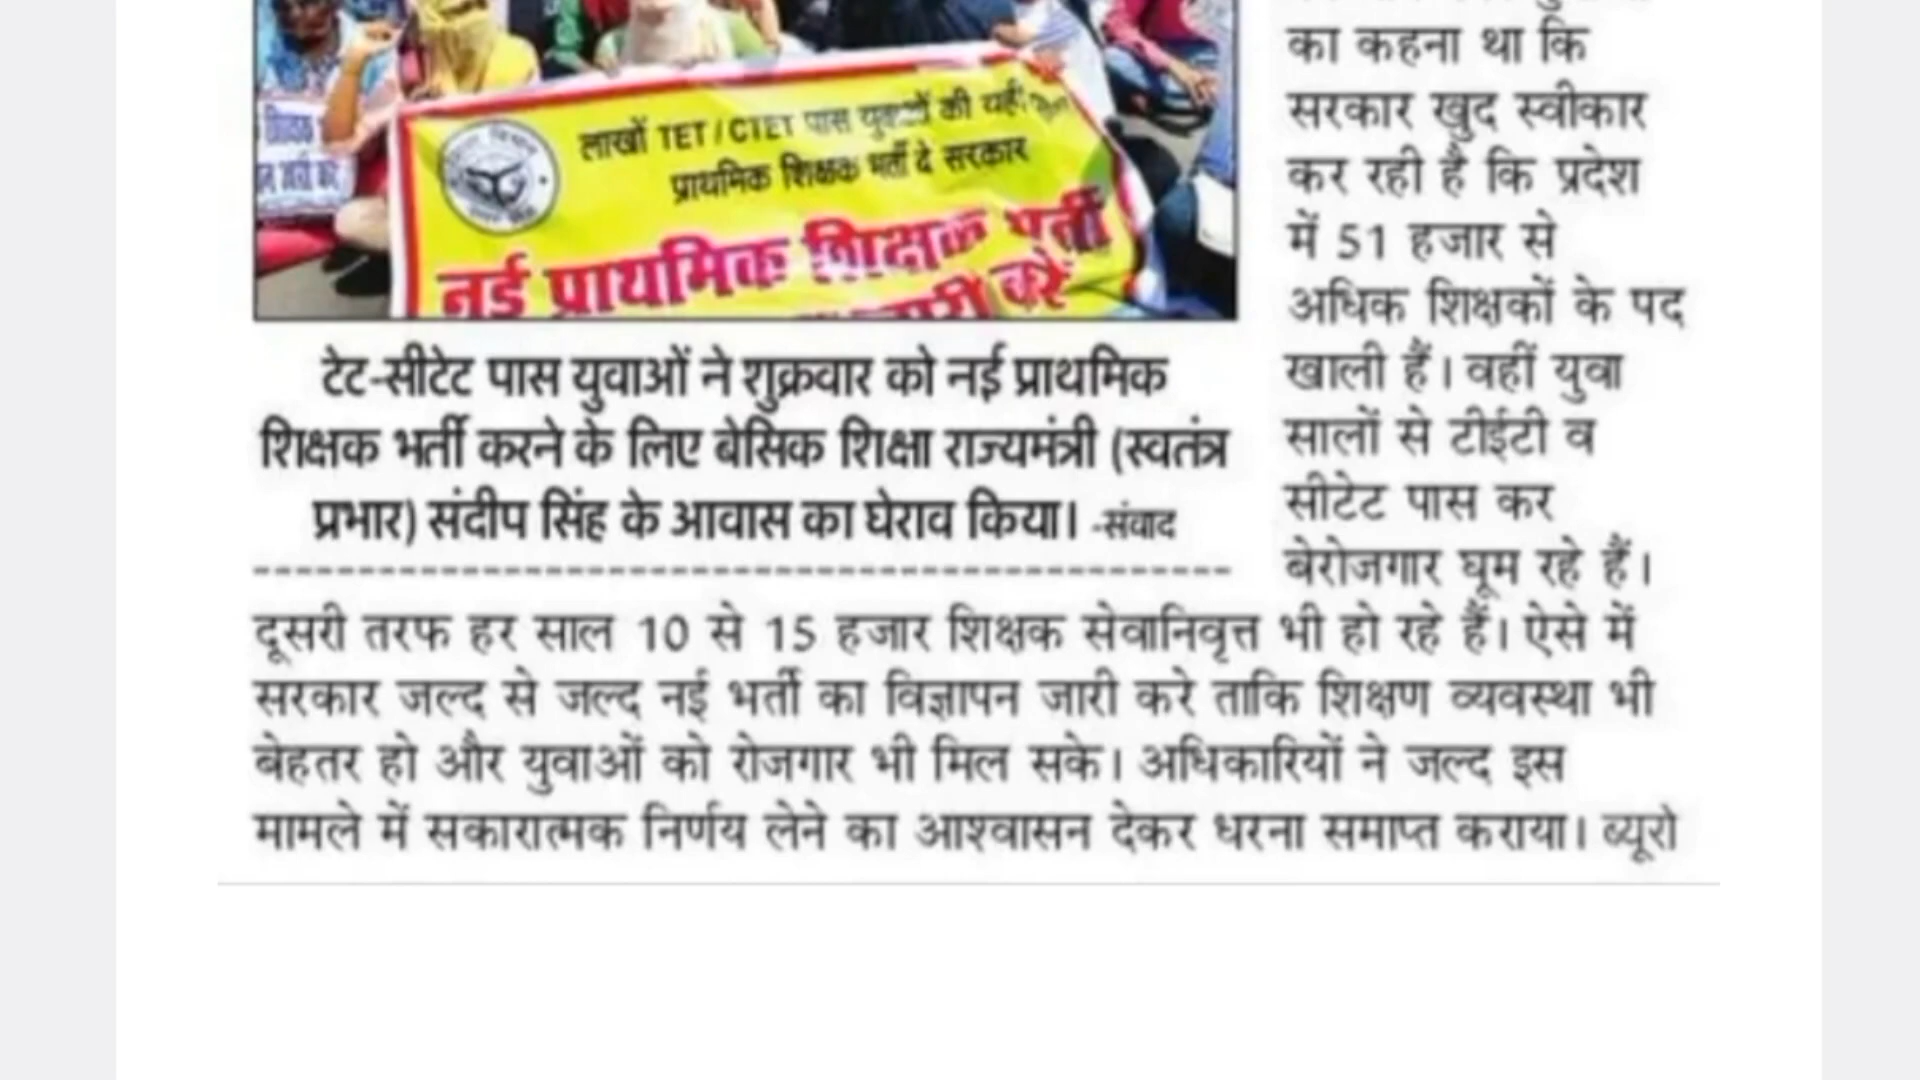 लाखों TET/CTET पास युवाओं की यही
प्राथमिक शिक्षक भर्ती दे सरकार
नई प्राथमिक शिक्षक भर्ती
जारी करें
टेट-सीटेट पास युवाओं ने शुक्रवार को नई प्राथमिक
शिक्षक भर्ती करने के लिए बेसिक शिक्षा राज्यमंत्री (स्वतंत्र
प्रभार) संदीप सिंह के आवास का घेराव किया। -संवाद
का कहना था कि
सरकार खुद स्वीकार
कर रही है कि प्रदेश
में 51 हजार से
अधिक शिक्षकों के पद
खाली हैं। वहीं युवा
सालों से टीईटी व
सीटेट पास कर
बेरोजगार घूम रहे हैं।
दूसरी तरफ हर साल 10 से 15 हजार शिक्षक सेवानिवृत्त भी हो रहे हैं। ऐसे में
सरकार जल्द से जल्द नई भर्ती का विज्ञापन जारी करे ताकि शिक्षण व्यवस्था भी
बेहतर हो और युवाओं को रोजगार भी मिल सके। अधिकारियों ने जल्द इस
मामले में सकारात्मक निर्णय लेने का आश्वासन देकर धरना समाप्त कराया। ब्यूरो